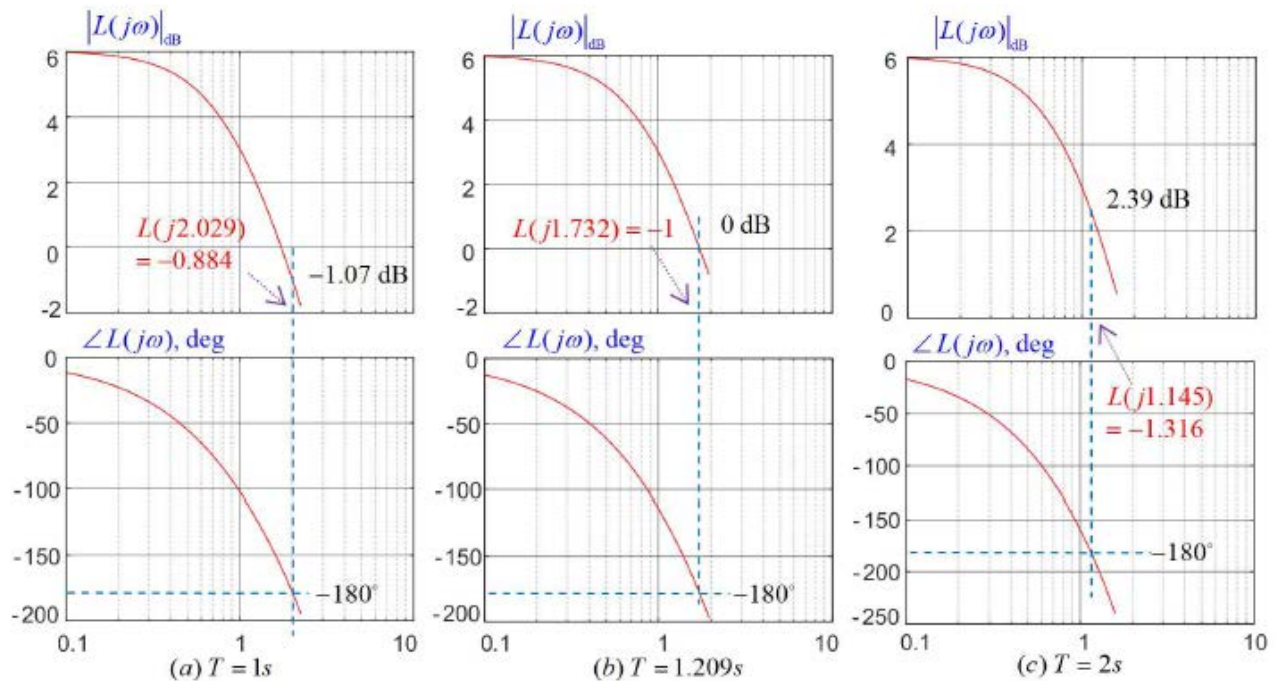 |L(jω)|dB
6
4
2
0
-2
L(j2.029)
= −0.884
−1.07 dB
∠L(jω), deg
0
-50
-100
-150
-200
−180°
0.1
1
10
(a) T = 1s
|L(jω)|dB
6
4
2
0
-2
L(j1.732) = −1
0 dB
∠L(jω), deg
0
-50
-100
-150
-200
−180°
0.1
1
10
(b) T = 1.209s
|L(jω)|dB
6
4
2
0
2.39 dB
∠L(jω), deg
0
-50
-100
-150
-200
-250
L(j1.145)
= −1.316
−180°
0.1
1
10
(c) T = 2s